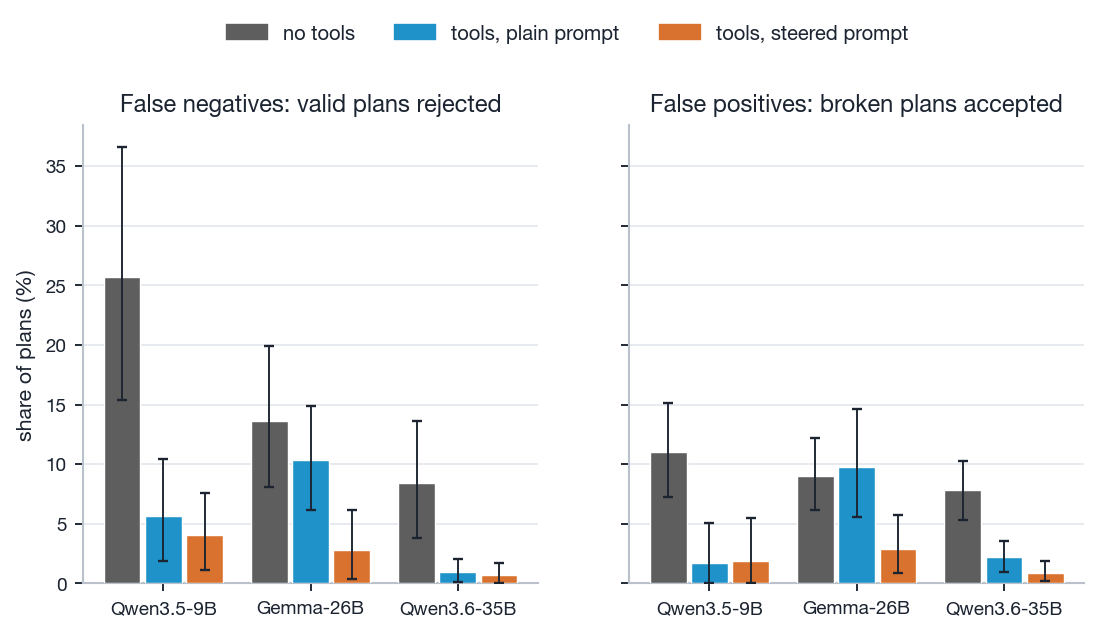 no tools tools, plain prompt tools, steered prompt
False negatives: valid plans rejected
share of plans (%)
35
30
25
20
15
10
5
0
Qwen3.5-9B Gemma-26B Qwen3.6-35B
False positives: broken plans accepted
Qwen3.5-9B Gemma-26B Qwen3.6-35B